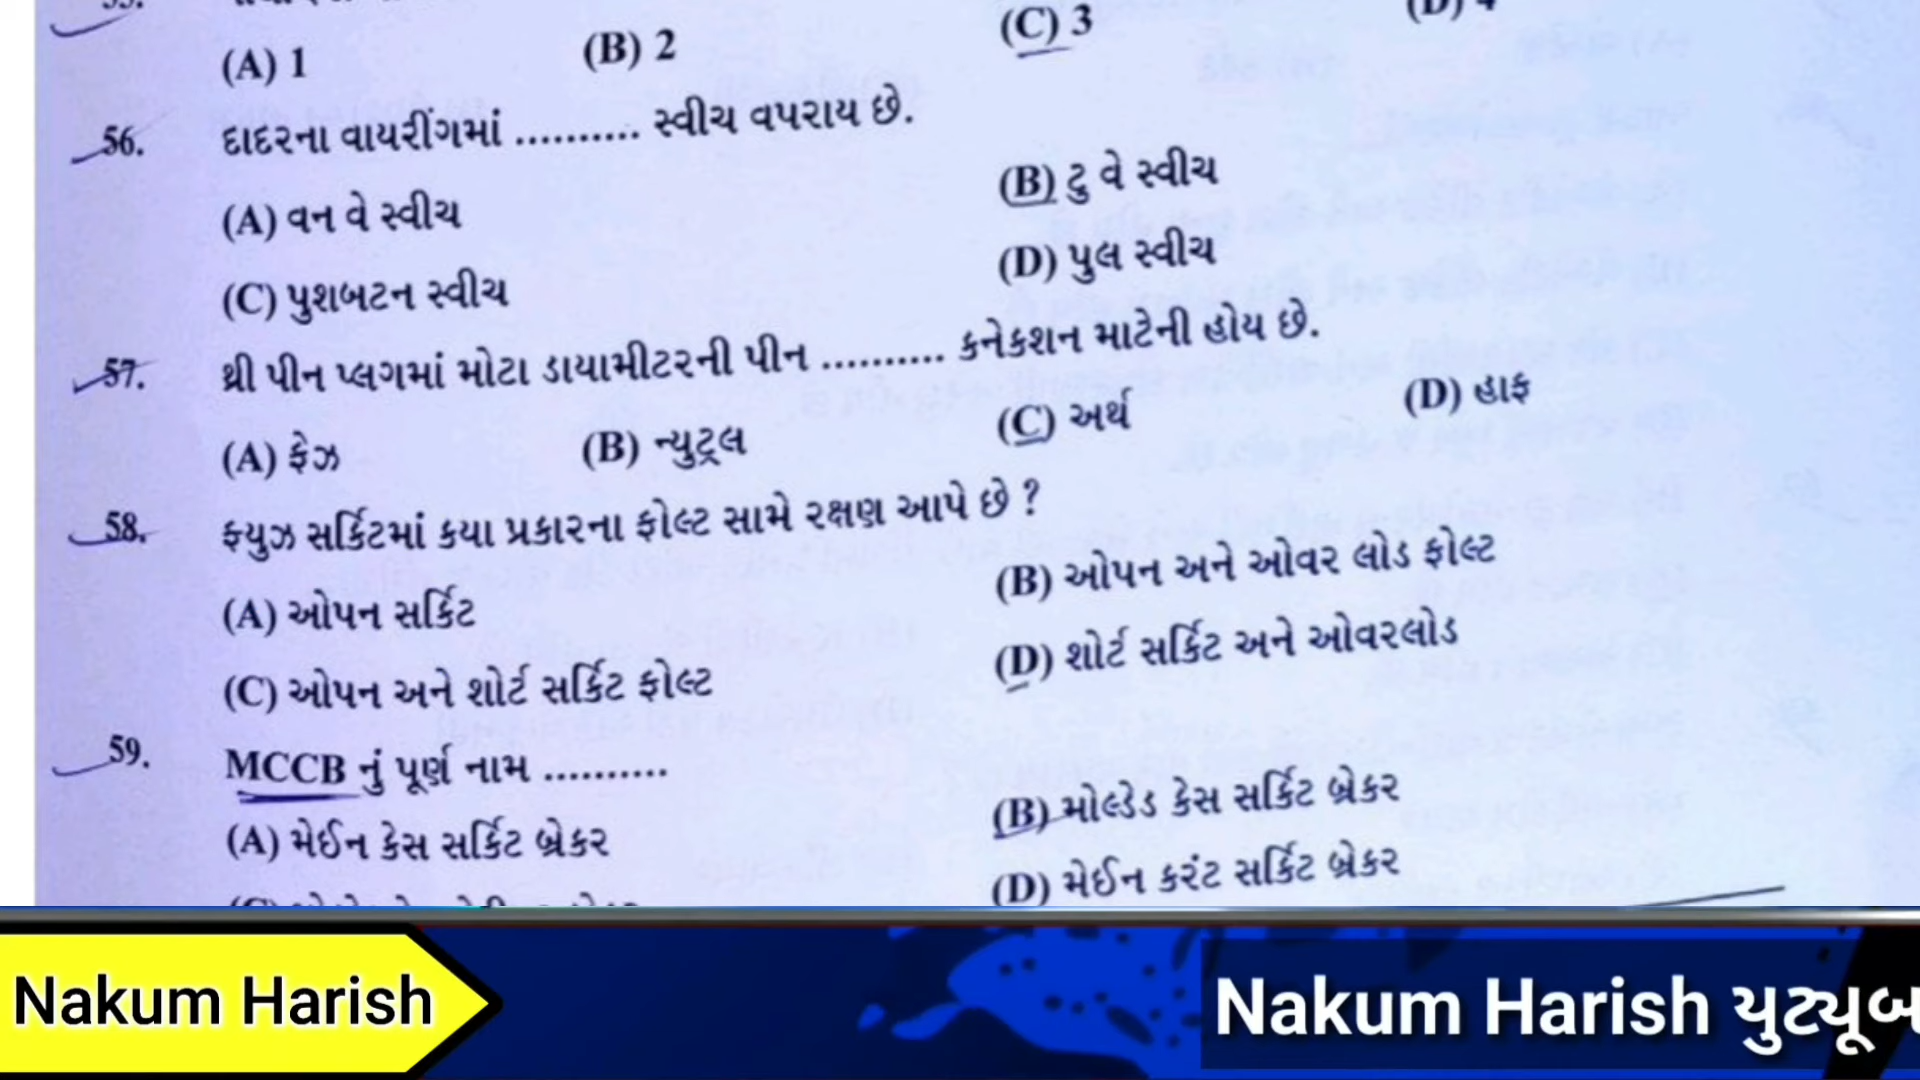 55.
(A) 1 (B) 2 (C) 3 (D) 4
56. દાદરના વાયરીંગમાં .......... સ્વીચ વપરાય છે.
(A) વન વે સ્વીચ (B) ટુ વે સ્વીચ
(C) પુશબટન સ્વીચ (D) પુલ સ્વીચ
57. થ્રી પીન પ્લગમાં મોટા ડાયામીટરની પીન .......... કનેકશન માટેની હોય છે.
(A) ફેઝ (B) ન્યુટ્રલ (C) અર્થ (D) હાફ
58. ફ્યુઝ સર્કિટમાં કયા પ્રકારના ફોલ્ટ સામે રક્ષણ આપે છે ?
(A) ઓપન સર્કિટ (B) ઓપન અને ઓવર લોડ ફોલ્ટ
(C) ઓપન અને શોર્ટ સર્કિટ ફોલ્ટ (D) શોર્ટ સર્કિટ અને ઓવરલોડ
59. MCCB નું પૂર્ણ નામ ..........
(A) મેઈન કેસ સર્કિટ બ્રેકર (B) મોલ્ડેડ કેસ સર્કિટ બ્રેકર
(D) મેઈન કરંટ સર્કિટ બ્રેકર
Nakum Harish
Nakum Harish યુટ્યૂબ